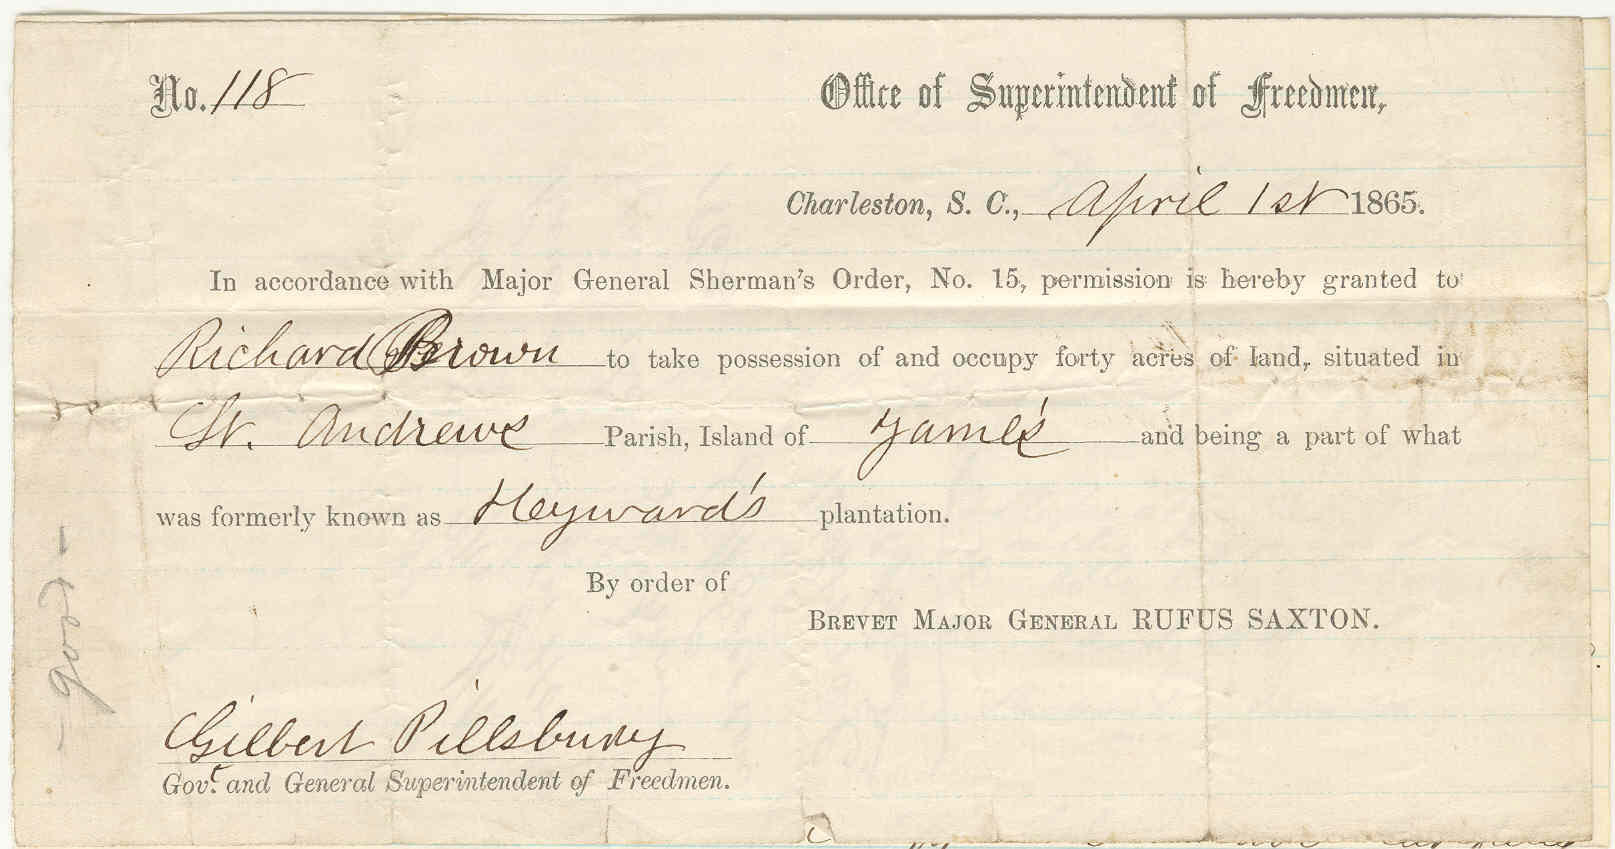 No. 118
Office of Superintendent of Freedmen,
Charleston, S. C., April 1st 1865.
In accordance with Major General Sherman's Order, No. 15, permission is hereby granted to
Richard Brown to take possession of and occupy forty acres of land, situated in
St. Andrews Parish, Island of James' and being a part of what
was formerly known as Heyward's plantation.
By order of
Brevet Major General RUFUS SAXTON.
Gilbert Pillsbury
Gov't. and General Superintendent of Freedmen.
- good -